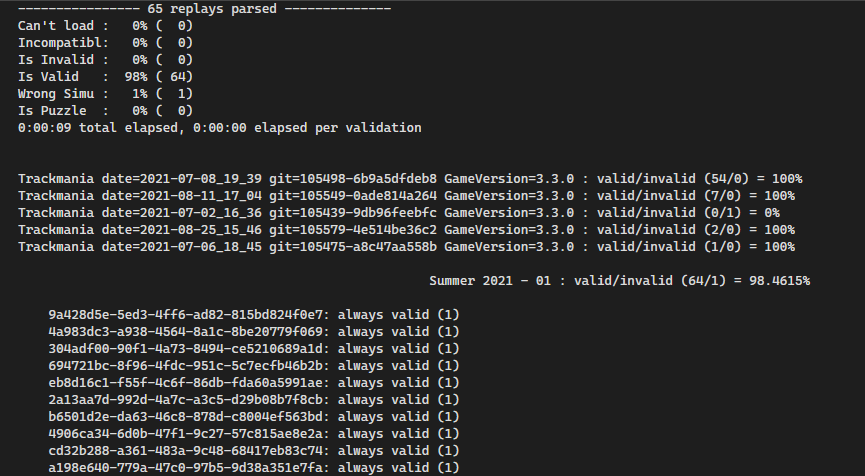 ---------------- 65 replays parsed --------------
Can't load :   0% (  0)
Incompatibl:   0% (  0)
Is Invalid :   0% (  0)
Is Valid   :  98% ( 64)
Wrong Simu :   1% (  1)
Is Puzzle  :   0% (  0)
0:00:09 total elapsed, 0:00:00 elapsed per validation
Trackmania date=2021-07-08_19_39 git=105498-6b9a5dfdeb8 GameVersion=3.3.0 : valid/invalid (54/0) = 100%
Trackmania date=2021-08-11_17_04 git=105549-0ade814a264 GameVersion=3.3.0 : valid/invalid (7/0) = 100%
Trackmania date=2021-07-02_16_36 git=105439-9db96feebfc GameVersion=3.3.0 : valid/invalid (0/1) = 0%
Trackmania date=2021-08-25_15_46 git=105579-4e514be36c2 GameVersion=3.3.0 : valid/invalid (2/0) = 100%
Trackmania date=2021-07-06_18_45 git=105475-a8c47aa558b GameVersion=3.3.0 : valid/invalid (1/0) = 100%
Summer 2021 - 01 : valid/invalid (64/1) = 98.4615%
9a428d5e-5ed3-4ff6-ad82-815bd824f0e7: always valid (1)
4a983dc3-a938-4564-8a1c-8be20779f069: always valid (1)
304adf00-90f1-4a73-8494-ce5210689a1d: always valid (1)
694721bc-8f96-4fdc-951c-5c7ecfb46b2b: always valid (1)
eb8d16c1-f55f-4c6f-86db-fda60a5991ae: always valid (1)
2a13aa7d-992d-4a7c-a3c5-d29b08b7f8cb: always valid (1)
b6501d2e-da63-46c8-878d-c8004ef563bd: always valid (1)
4906ca34-6d0b-47f1-9c27-57c815ae8e2a: always valid (1)
cd32b288-a361-483a-9c48-68417eb83c74: always valid (1)
a198e640-779a-47c0-97b5-9d38a351e7fa: always valid (1)